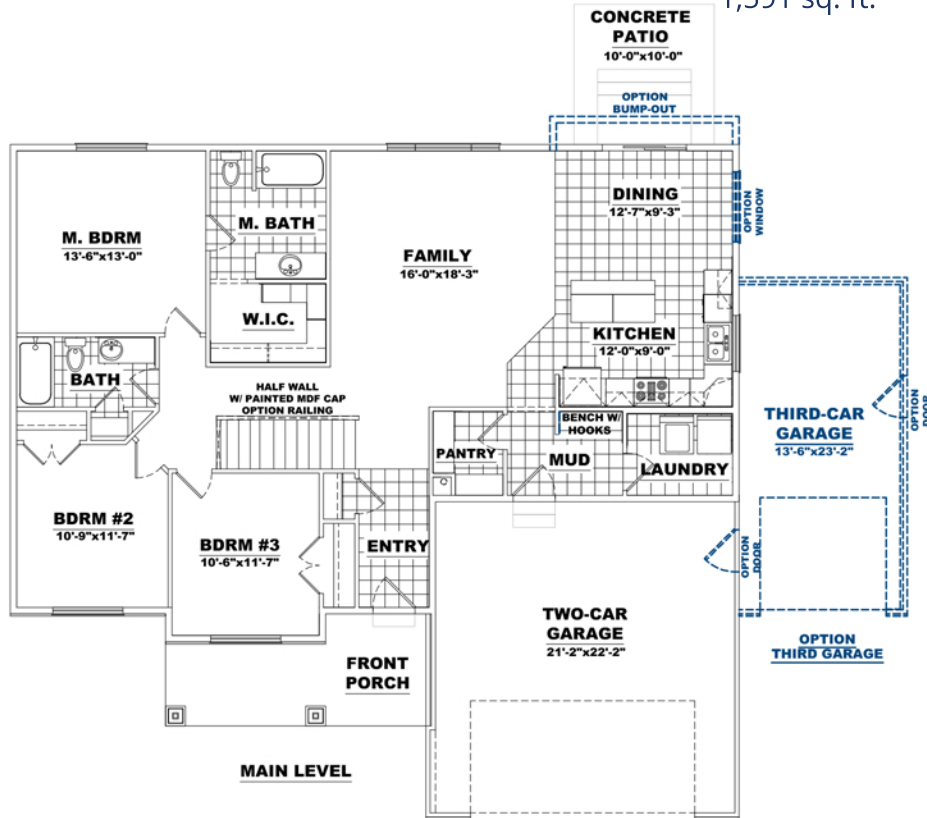 1,591 sq. ft.
CONCRETE
PATIO
10'-0"x10'-0"
OPTION
BUMP-OUT
DINING
12'-7"x9'-3"
OPTION
WINDOW
M. BATH
M. BDRM
13'-6"x13'-0"
FAMILY
16'-0"x18'-3"
W.I.C.
KITCHEN
12'-0"x9'-0"
BATH
HALF WALL
W/ PAINTED MDF CAP
OPTION RAILING
BENCH W/
HOOKS
THIRD-CAR
GARAGE
13'-6"x23'-2"
OPTION
DOOR
PANTRY
MUD
LAUNDRY
BDRM #2
10'-9"x11'-7"
BDRM #3
10'-6"x11'-7"
ENTRY
OPTION
DOOR
TWO-CAR
GARAGE
21'-2"x22'-2"
OPTION
THIRD GARAGE
FRONT
PORCH
MAIN LEVEL